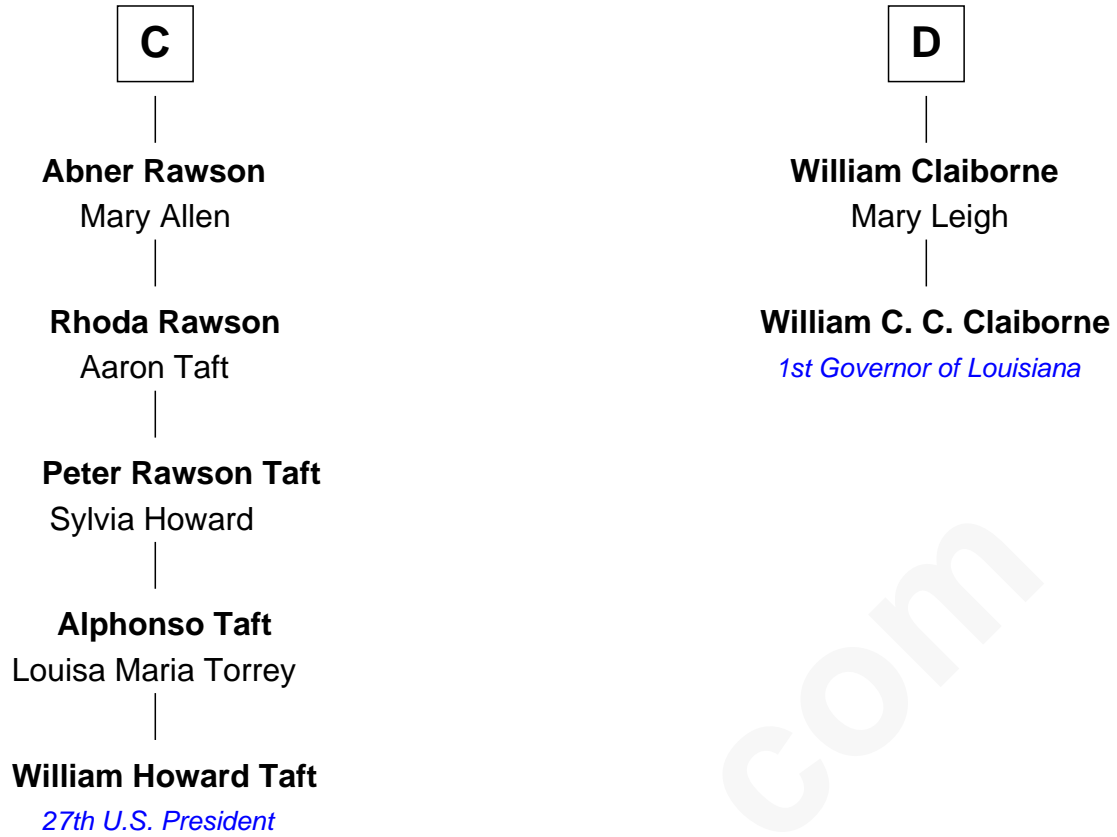 C
Abner Rawson
Mary Allen
Rhoda Rawson
Aaron Taft
Peter Rawson Taft
Sylvia Howard
Alphonso Taft
Louisa Maria Torrey
William Howard Taft
27th U.S. President
D
William Claiborne
Mary Leigh
William C. C. Claiborne
1st Governor of Louisiana
com